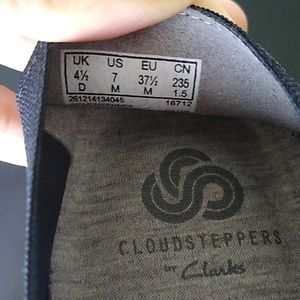 UK US EU CN
4½ 7 37½ 235
D M M 1.5
261214134045 16712
CLOUDSTEPPERS
BY Clarks